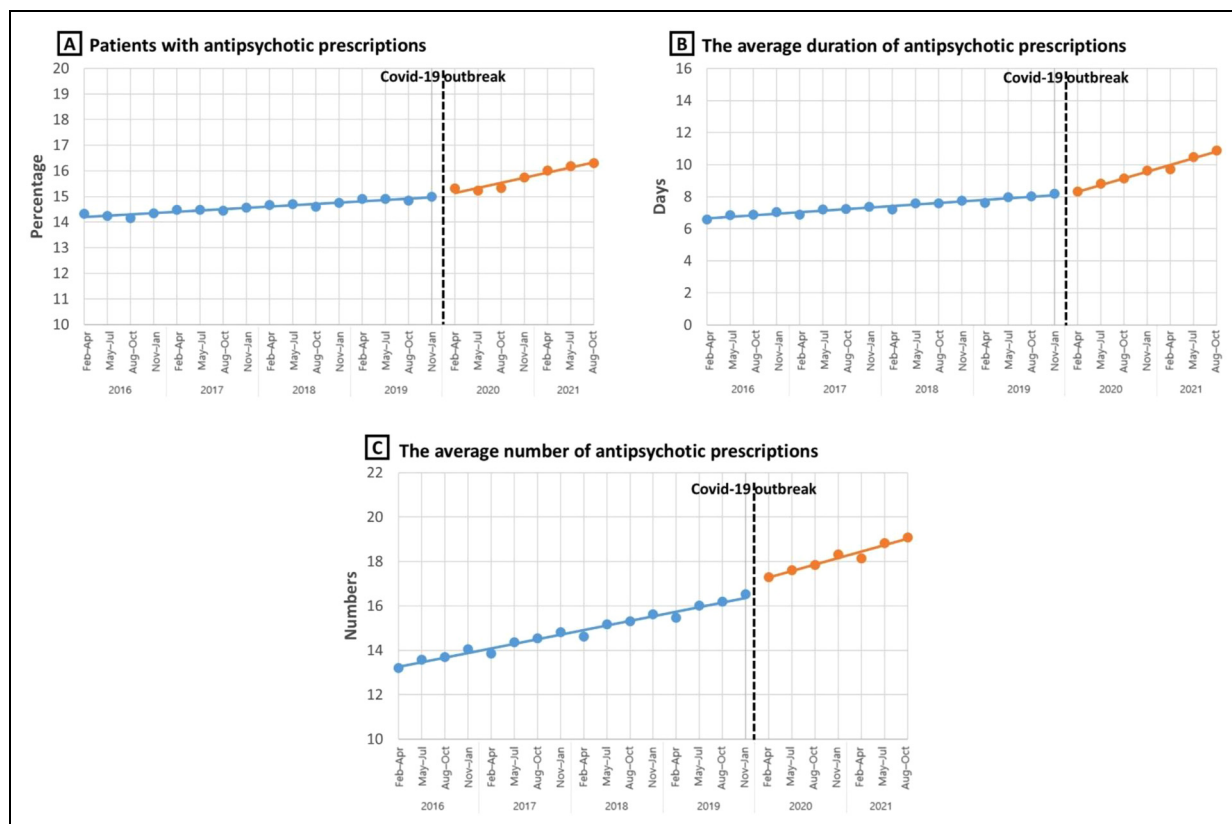 A Patients with antipsychotic prescriptions
Covid-19 outbreak
20
19
18
17
16
15
14
13
12
11
10
Percentage
Feb–Apr May–Jul Aug–Oct Nov–Jan Feb–Apr May–Jul Aug–Oct Nov–Jan Feb–Apr May–Jul Aug–Oct Nov–Jan Feb–Apr May–Jul Aug–Oct Nov–Jan Feb–Apr May–Jul Aug–Oct Nov–Jan Feb–Apr May–Jul Aug–Oct
2016 2017 2018 2019 2020 2021
B The average duration of antipsychotic prescriptions
Covid-19 outbreak
16
14
12
10
8
6
4
2
0
Days
Feb–Apr May–Jul Aug–Oct Nov–Jan Feb–Apr May–Jul Aug–Oct Nov–Jan Feb–Apr May–Jul Aug–Oct Nov–Jan Feb–Apr May–Jul Aug–Oct Nov–Jan Feb–Apr May–Jul Aug–Oct Nov–Jan Feb–Apr May–Jul Aug–Oct
2016 2017 2018 2019 2020 2021
C The average number of antipsychotic prescriptions
Covid-19 outbreak
22
20
18
16
14
12
10
Numbers
Feb–Apr May–Jul Aug–Oct Nov–Jan Feb–Apr May–Jul Aug–Oct Nov–Jan Feb–Apr May–Jul Aug–Oct Nov–Jan Feb–Apr May–Jul Aug–Oct Nov–Jan Feb–Apr May–Jul Aug–Oct Nov–Jan Feb–Apr May–Jul Aug–Oct
2016 2017 2018 2019 2020 2021